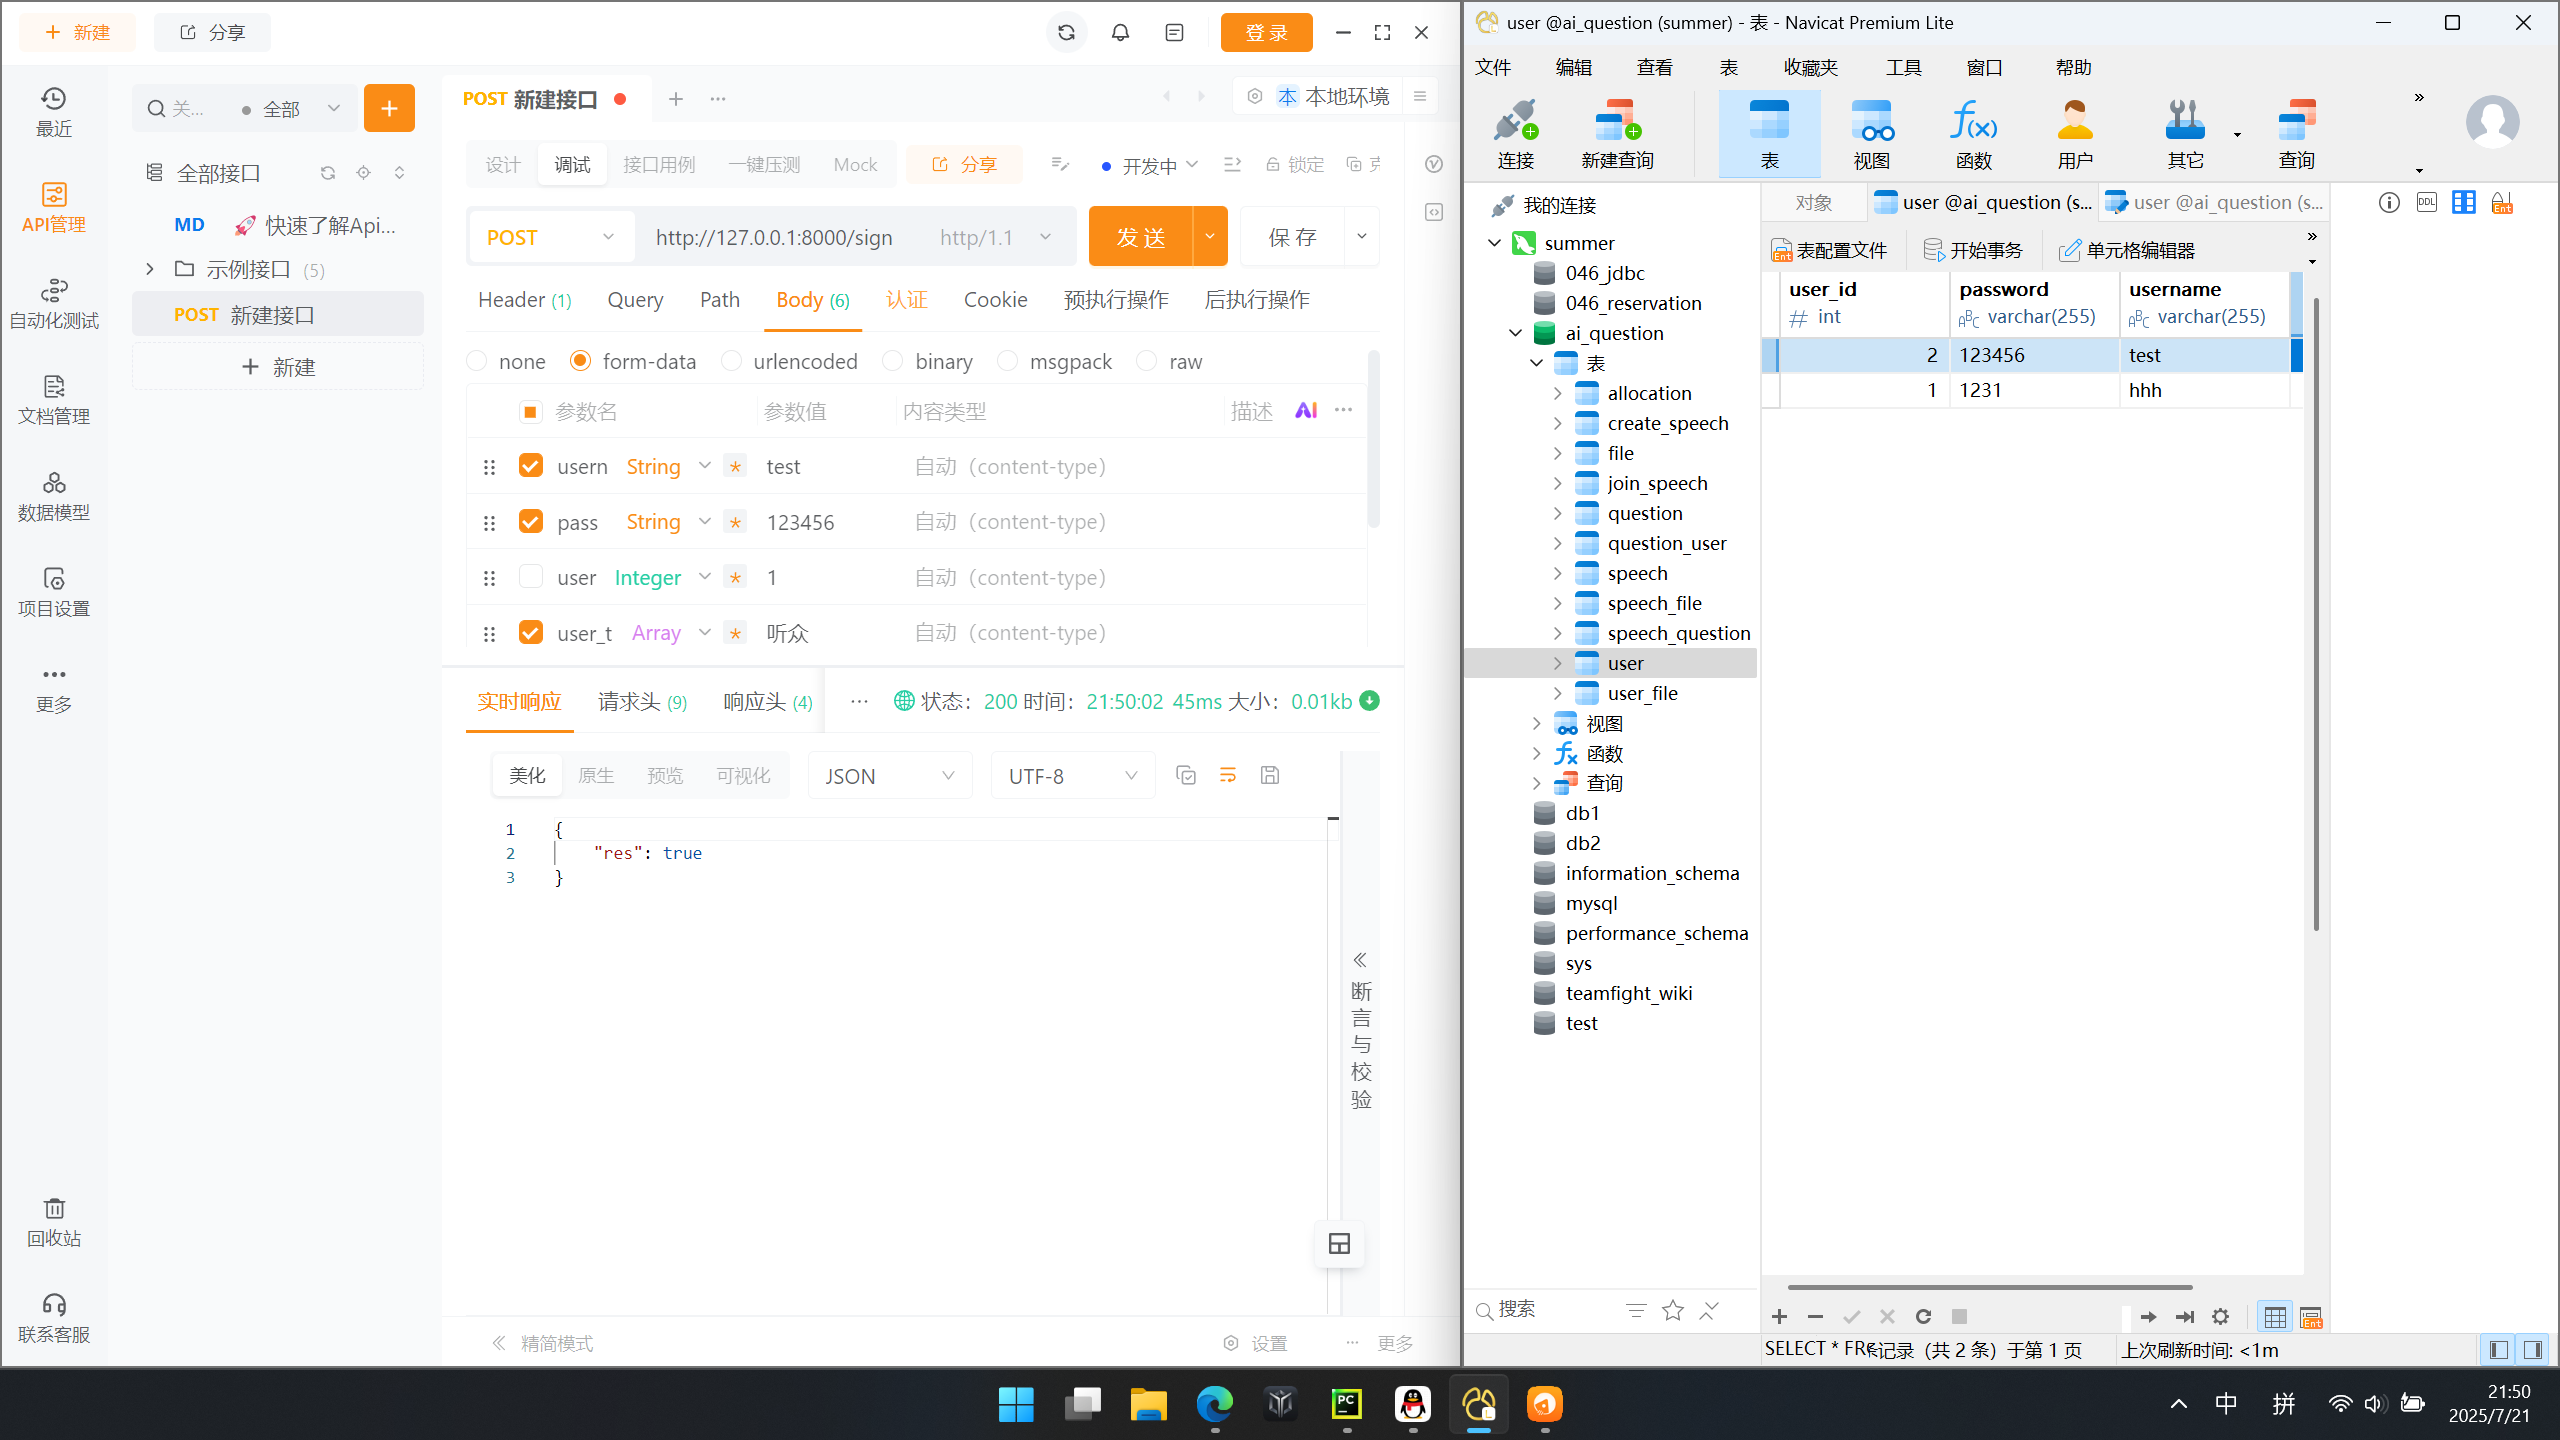 新建
分享
登 录
最近
API管理
自动化测试
文档管理
数据模型
项目设置
更多
回收站
联系客服
关...
全部
全部接口
MD 快速了解Api...
示例接口 (5)
POST 新建接口
新建
POST 新建接口
本 本地环境
设计 调试 接口用例 一键压测 Mock 分享 开发中 锁定
POST http://127.0.0.1:8000/sign http/1.1 发 送 保 存
Header (1) Query Path Body (6) 认证 Cookie 预执行操作 后执行操作
none form-data urlencoded binary msgpack raw
参数名 参数值 内容类型 描述 AI
usern String * test 自动（content-type）
pass String * 123456 自动（content-type）
user Integer * 1 自动（content-type）
user_t Array * 听众 自动（content-type）
实时响应 请求头 (9) 响应头 (4) 状态： 200 时间： 21:50:02 45ms 大小： 0.01kb
美化 原生 预览 可视化 JSON UTF-8
1 {
2 "res": true
3 }
断言与校验
精简模式 设置 更多
user @ai_question (summer) - 表 - Navicat Premium Lite
文件 编辑 查看 表 收藏夹 工具 窗口 帮助
连接 新建查询 表 视图 函数 用户 其它 查询
我的连接
summer
046_jdbc
046_reservation
ai_question
表
allocation
create_speech
file
join_speech
question
question_user
speech
speech_file
speech_question
user
user_file
视图
函数
查询
db1
db2
information_schema
mysql
performance_schema
sys
teamfight_wiki
test
搜索
对象 user @ai_question (s... user @ai_question (s...
DDL Ent
表配置文件 开始事务 单元格编辑器
user_id password username
# int ABC varchar(255) ABC varchar(255)
2 123456 test
1 1231 hhh
SELECT * FR 记录（共 2 条）于第 1 页 上次刷新时间: <1m
中 拼 21:50
2025/7/21